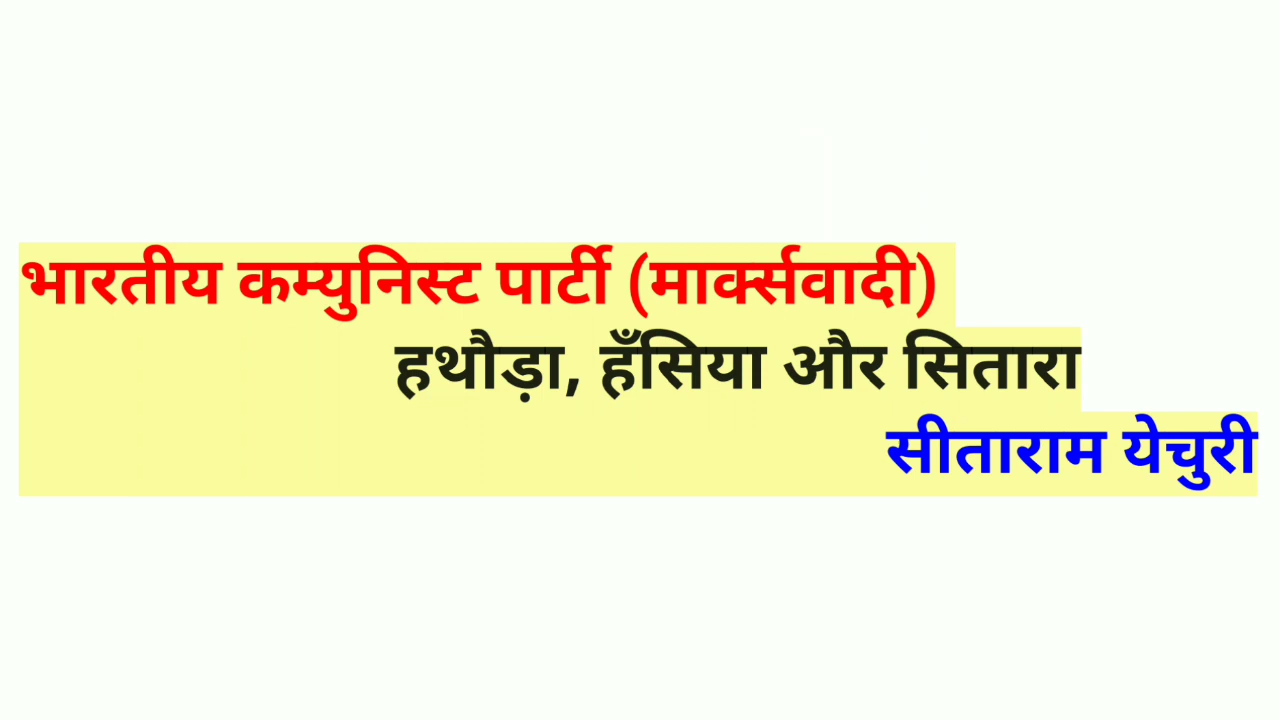 भारतीय कम्युनिस्ट पार्टी (मार्क्सवादी)
हथौड़ा, हँसिया और सितारा
सीताराम येचुरी